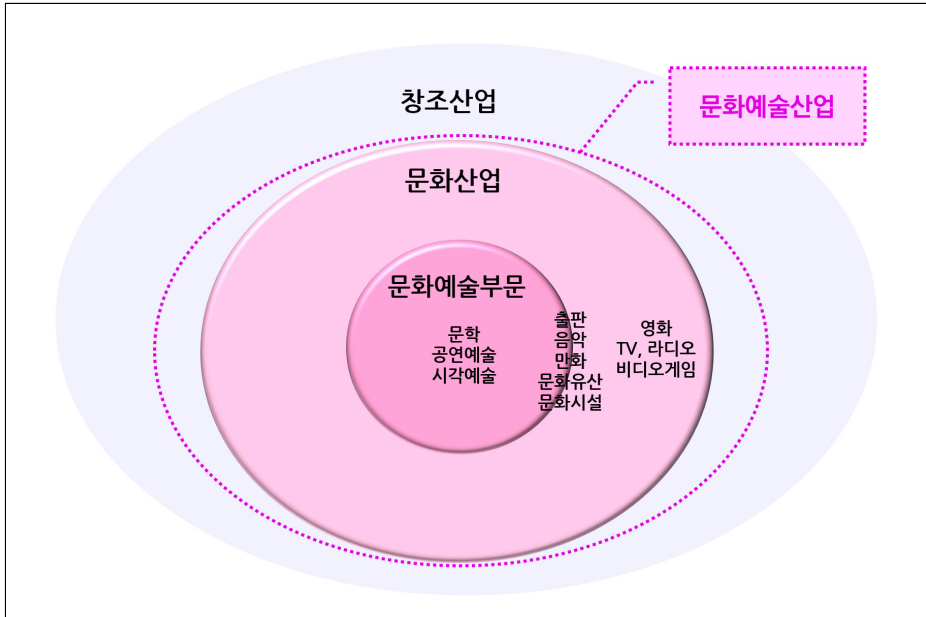 창조산업
문화예술산업
문화산업
문화예술부문
문학
공연예술
시각예술
출판
음악
만화
문화유산
문화시설
영화
TV, 라디오
비디오게임